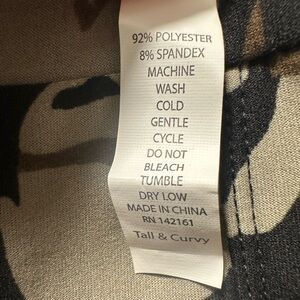 92% POLYESTER
8% SPANDEX
MACHINE
WASH
COLD
GENTLE
CYCLE
DO NOT
BLEACH
TUMBLE
DRY LOW
MADE IN CHINA
RN 142161
Tall & Curvy